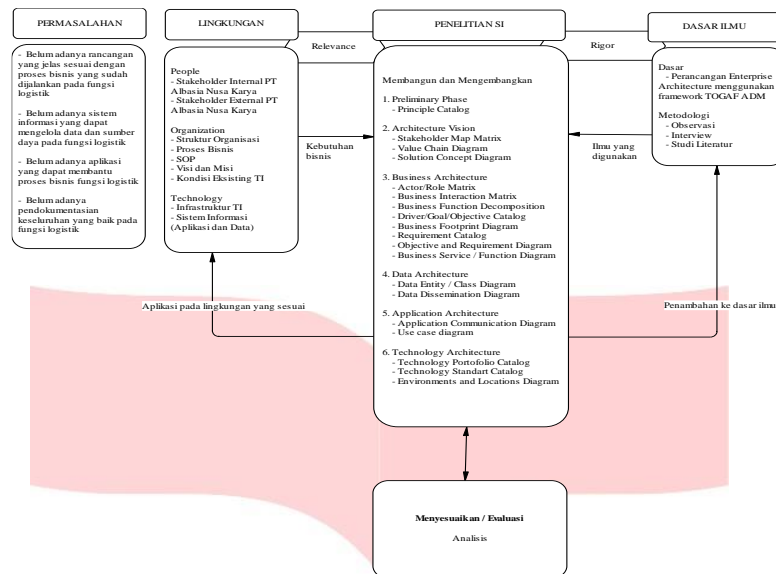 PERMASALAHAN
- Belum adanya rancangan
yang jelas sesuai dengan
proses bisnis yang sudah
dijalankan pada fungsi
logistik
- Belum adanya sistem
informasi yang dapat
mengelola data dan sumber
daya pada fungsi logistik
- Belum adanya aplikasi
yang dapat membantu
proses bisnis fungsi logistik
- Belum adanya
pendokumentasian
keseluruhan yang baik pada
fungsi logistik
LINGKUNGAN
People
- Stakeholder Internal PT
Albasia Nusa Karya
- Stakeholder External PT
Albasia Nusa Karya
Organization
- Struktur Organisasi
- Proses Bisnis
- SOP
- Visi dan Misi
- Kondisi Eksisting TI
Technology
- Infrastruktur TI
- Sistem Informasi
(Aplikasi dan Data)
Relevance
Kebutuhan
bisnis
Aplikasi pada lingkungan yang sesuai
PENELITIAN SI
Membangun dan Mengembangkan
1. Preliminary Phase
- Principle Catalog
2. Architecture Vision
- Stakeholder Map Matrix
- Value Chain Diagram
- Solution Concept Diagram
3. Business Architecture
- Actor/Role Matrix
- Business Interaction Matrix
- Business Function Decomposition
- Driver/Goal/Objective Catalog
- Business Footprint Diagram
- Requirement Catalog
- Objective and Requirement Diagram
- Business Service / Function Diagram
4. Data Architecture
- Data Entity / Class Diagram
- Data Dissemination Diagram
5. Application Architecture
- Application Communication Diagram
- Use case diagram
6. Technology Architecture
- Technology Portofolio Catalog
- Technology Standart Catalog
- Environments and Locations Diagram
Rigor
Ilmu yang
digunakan
Penambahan ke dasar ilmu
DASAR ILMU
Dasar
- Perancangan Enterprise
Architecture menggunakan
framework TOGAF ADM
Metodologi
- Observasi
- Interview
- Studi Literatur
Menyesuaikan / Evaluasi
Analisis